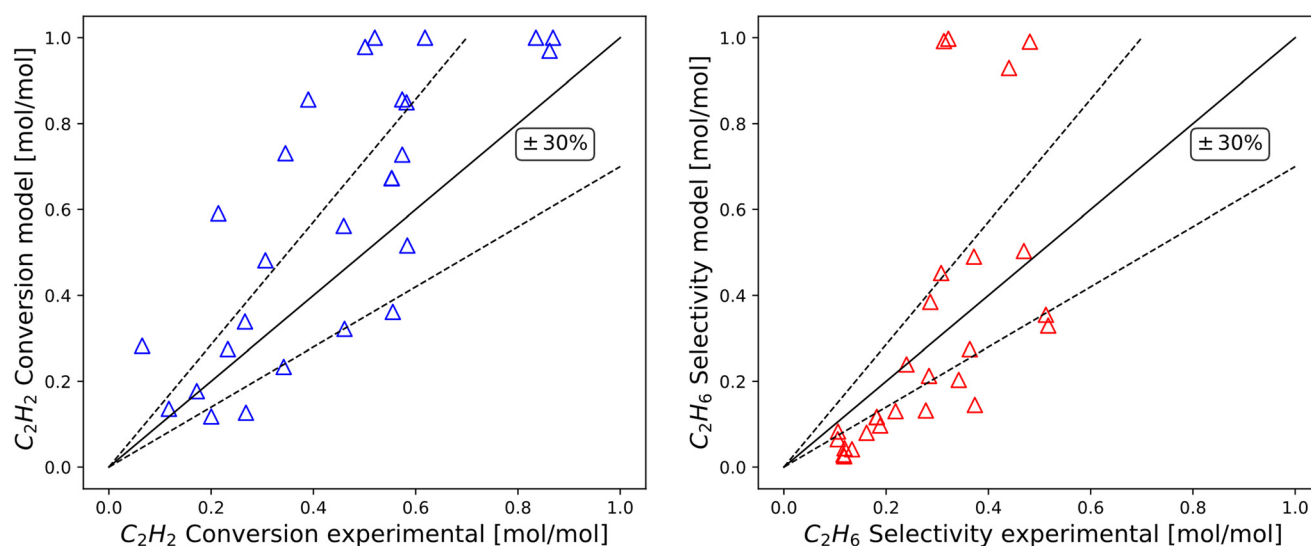 C₂H₂ Conversion model [mol/mol]
1.0
0.8
0.6
0.4
0.2
0.0
± 30%
0.0 0.2 0.4 0.6 0.8 1.0
C₂H₂ Conversion experimental [mol/mol]
C₂H₆ Selectivity model [mol/mol]
1.0
0.8
0.6
0.4
0.2
0.0
± 30%
0.0 0.2 0.4 0.6 0.8 1.0
C₂H₆ Selectivity experimental [mol/mol]